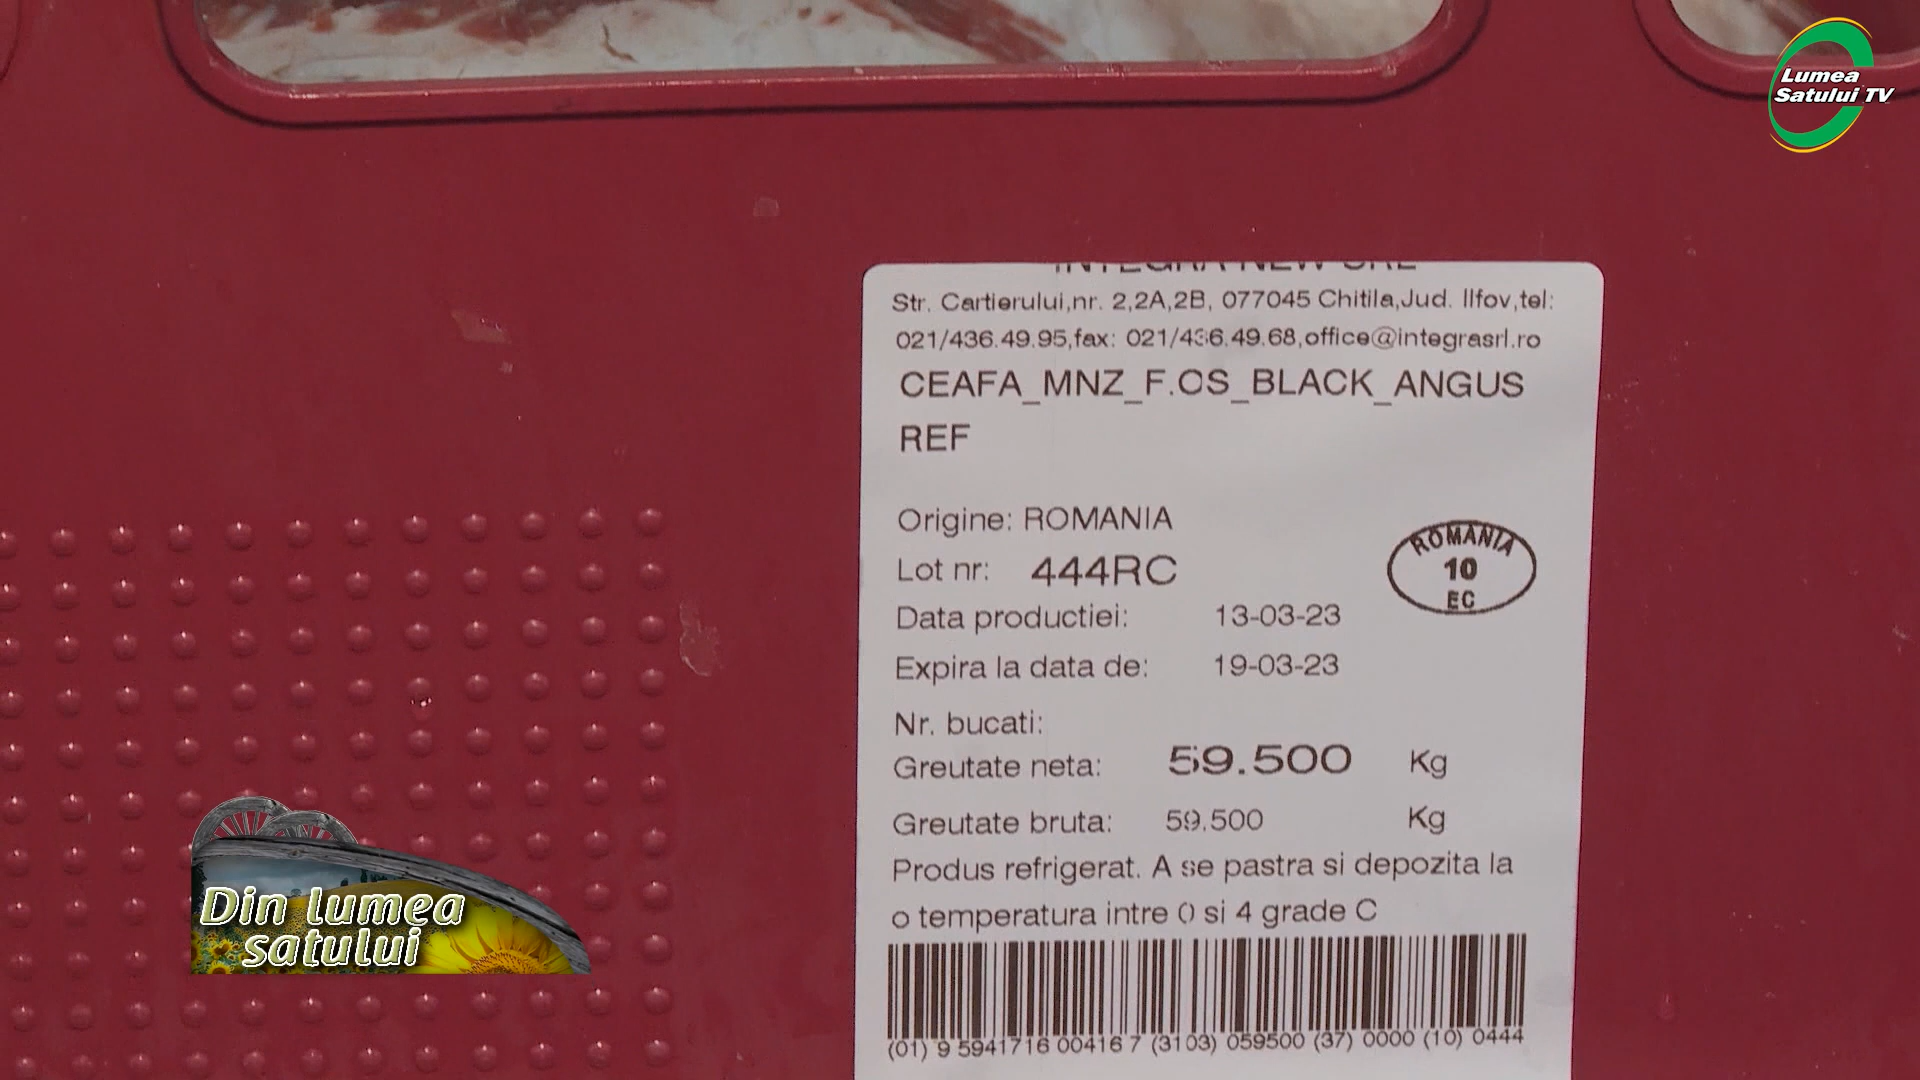 Lumea
Satului TV
INTEGRA NEW SRL
Str. Cartierului,nr. 2,2A,2B, 077045 Chitila,Jud. Ilfov,tel:
021/436.49.95,fax: 021/436.49.68,office@integrasrl.ro
CEAFA_MNZ_F.OS_BLACK_ANGUS
REF
Origine: ROMANIA
Lot nr: 444RC
ROMANIA
10
EC
Data productiei: 13-03-23
Expira la data de: 19-03-23
Nr. bucati:
Greutate neta: 59.500 Kg
Greutate bruta: 59.500 Kg
Produs refrigerat. A se pastra si depozita la
o temperatura intre 0 si 4 grade C
(01) 9 5941716 00416 7 (3103) 059500 (37) 0000 (10) 0444
Din lumea
satului